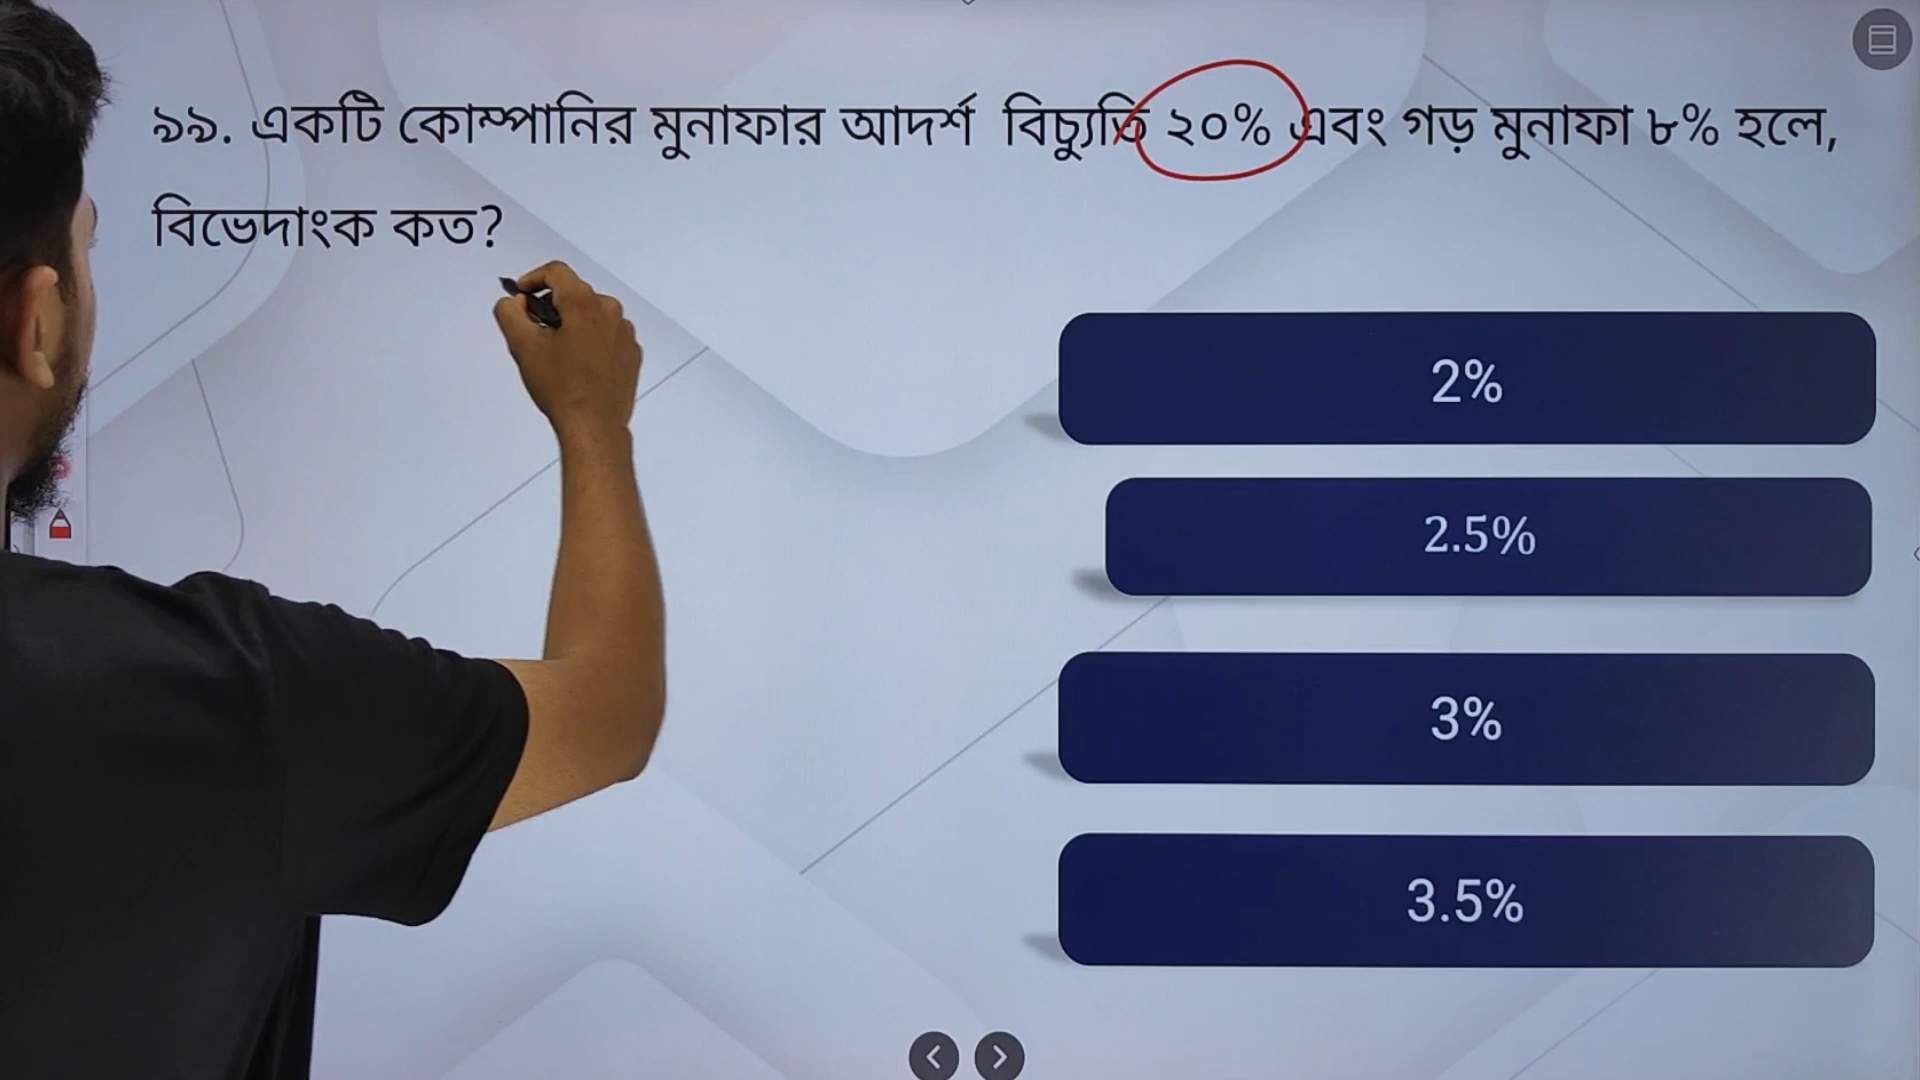 ৯৯. একটি কোম্পানির মুনাফার আদর্শ বিচ্যুতি ২০% এবং গড় মুনাফা ৮% হলে,
বিভেদাংক কত?
2%
2.5%
3%
3.5%